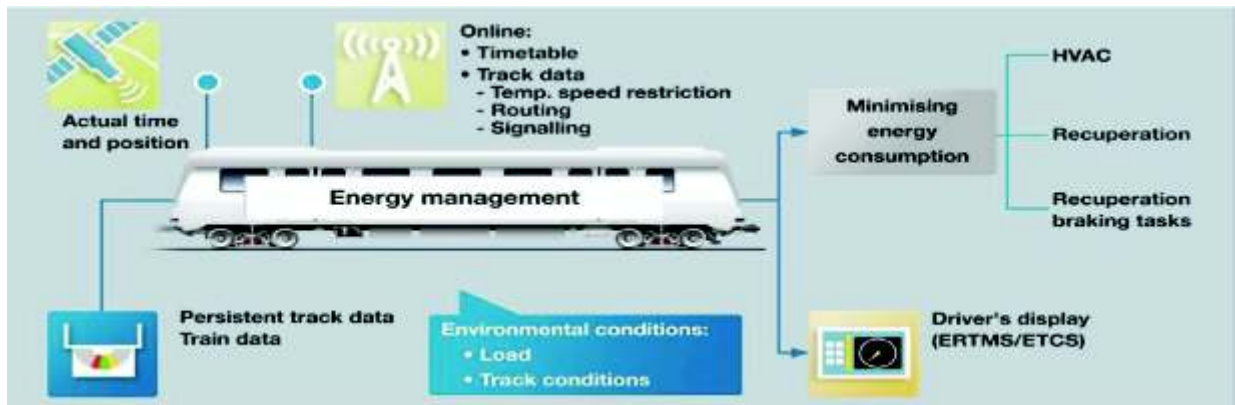 Actual time
and position
Online:
• Timetable
• Track data
- Temp. speed restriction
- Routing
- Signalling
Energy management
Minimising
energy
consumption
HVAC
Recuperation
Recuperation
braking tasks
Persistent track data
Train data
Environmental conditions:
• Load
• Track conditions
Driver's display
(ERTMS/ETCS)